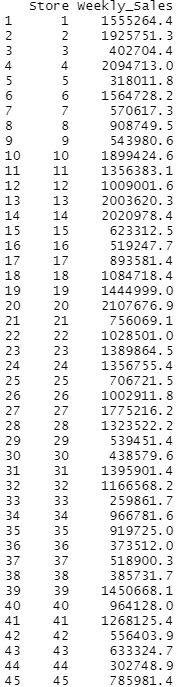 Store Weekly_Sales
1 1 1555264.4
2 2 1925751.3
3 3 402704.4
4 4 2094713.0
5 5 318011.8
6 6 1564728.2
7 7 570617.3
8 8 908749.5
9 9 543980.6
10 10 1899424.6
11 11 1356383.1
12 12 1009001.6
13 13 2003620.3
14 14 2020978.4
15 15 623312.5
16 16 519247.7
17 17 893581.4
18 18 1084718.4
19 19 1444999.0
20 20 2107676.9
21 21 756069.1
22 22 1028501.0
23 23 1389864.5
24 24 1356755.4
25 25 706721.5
26 26 1002911.8
27 27 1775216.2
28 28 1323522.2
29 29 539451.4
30 30 438579.6
31 31 1395901.4
32 32 1166568.2
33 33 259861.7
34 34 966781.6
35 35 919725.0
36 36 373512.0
37 37 518900.3
38 38 385731.7
39 39 1450668.1
40 40 964128.0
41 41 1268125.4
42 42 556403.9
43 43 633324.7
44 44 302748.9
45 45 785981.4